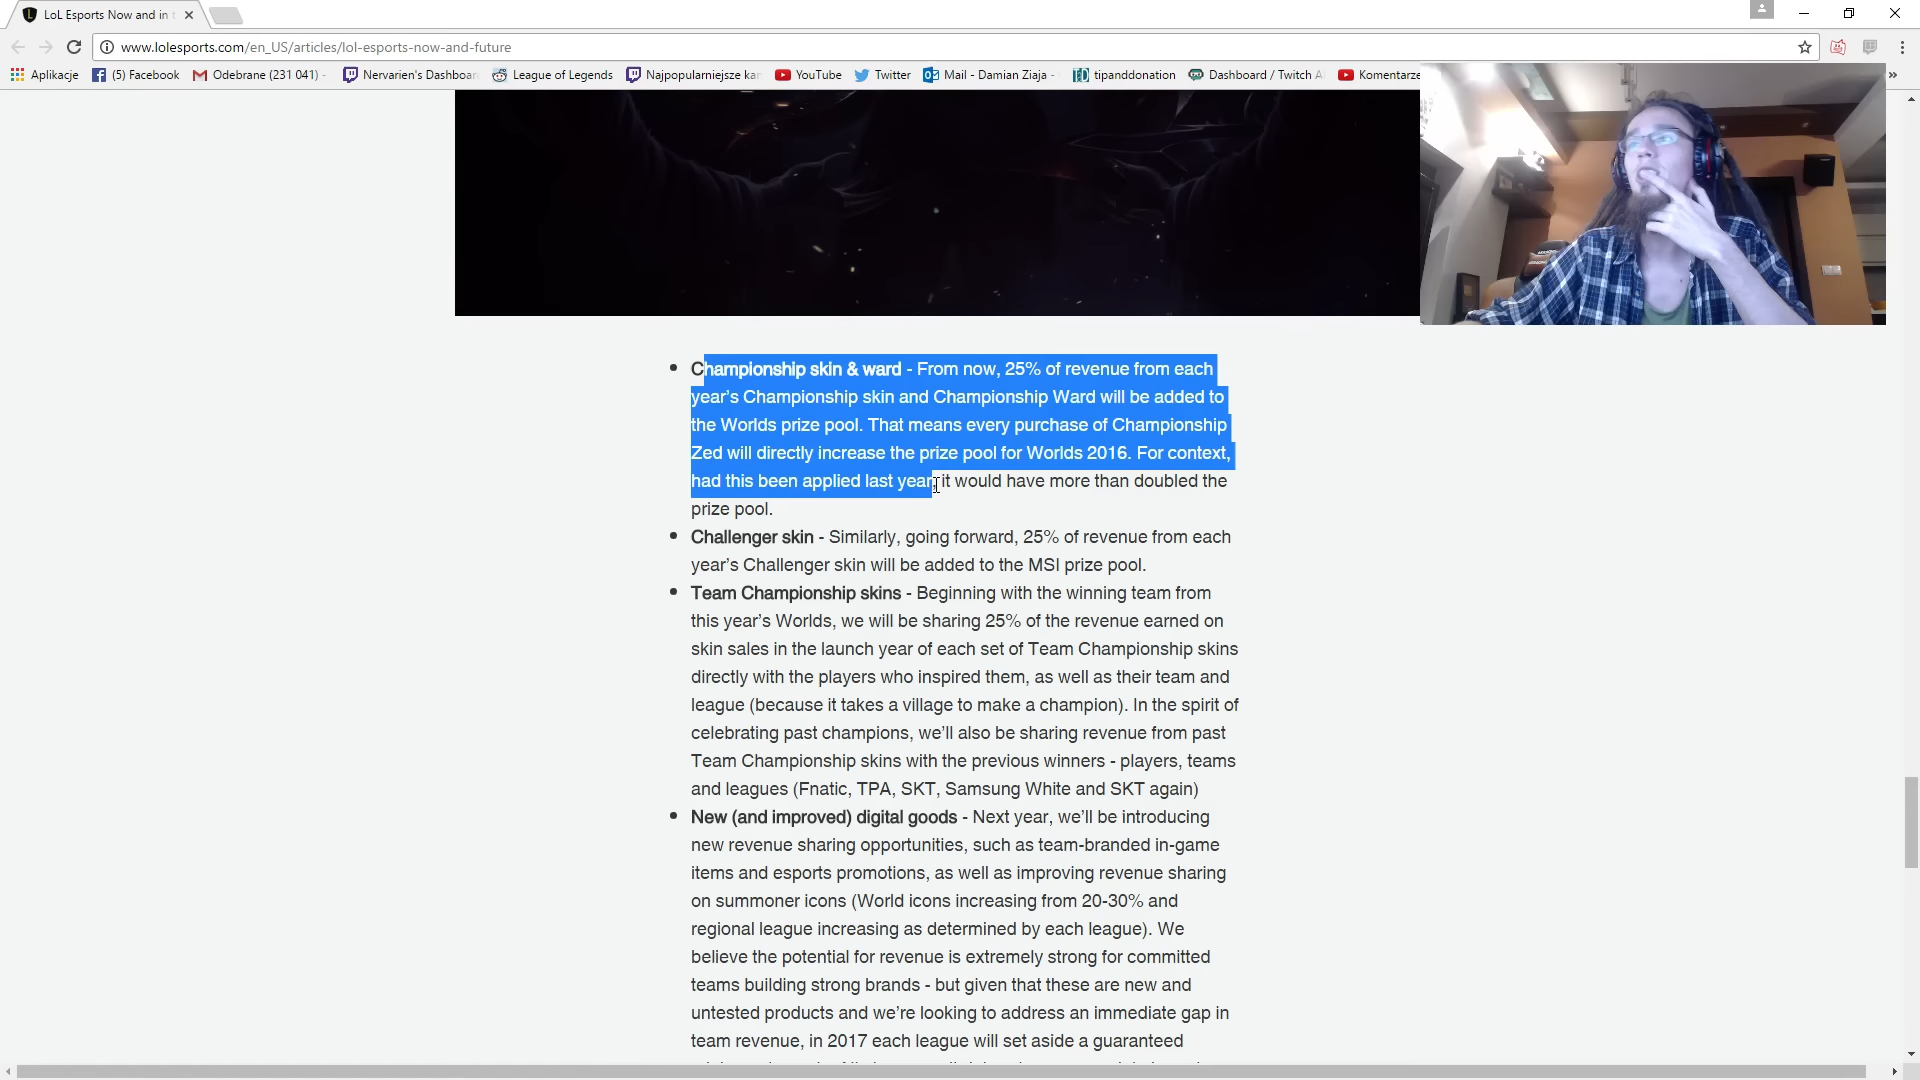 LoL Esports Now and in t
www.lolesports.com/en_US/articles/lol-esports-now-and-future
Aplikacje (5) Facebook Odebrane (231 041) - Nervarien's Dashboar League of Legends Najpopularniejsze kan YouTube Twitter Mail - Damian Ziaja - tipanddonation Dashboard / Twitch A Komentarze
Championship skin & ward - From now, 25% of revenue from each
year's Championship skin and Championship Ward will be added to
the Worlds prize pool. That means every purchase of Championship
Zed will directly increase the prize pool for Worlds 2016. For context,
had this been applied last year, it would have more than doubled the
prize pool.
Challenger skin - Similarly, going forward, 25% of revenue from each
year's Challenger skin will be added to the MSI prize pool.
Team Championship skins - Beginning with the winning team from
this year's Worlds, we will be sharing 25% of the revenue earned on
skin sales in the launch year of each set of Team Championship skins
directly with the players who inspired them, as well as their team and
league (because it takes a village to make a champion). In the spirit of
celebrating past champions, we'll also be sharing revenue from past
Team Championship skins with the previous winners - players, teams
and leagues (Fnatic, TPA, SKT, Samsung White and SKT again)
New (and improved) digital goods - Next year, we'll be introducing
new revenue sharing opportunities, such as team-branded in-game
items and esports promotions, as well as improving revenue sharing
on summoner icons (World icons increasing from 20-30% and
regional league increasing as determined by each league). We
believe the potential for revenue is extremely strong for committed
teams building strong brands - but given that these are new and
untested products and we're looking to address an immediate gap in
team revenue, in 2017 each league will set aside a guaranteed